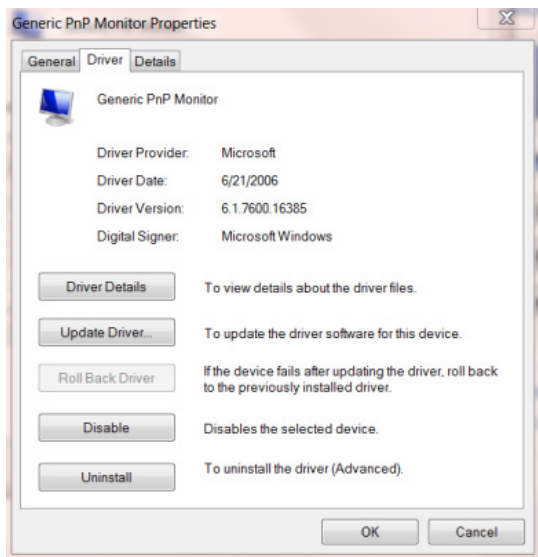 Generic PnP Monitor Properties
General Driver Details
Generic PnP Monitor
Driver Provider: Microsoft
Driver Date: 6/21/2006
Driver Version: 6.1.7600.16385
Digital Signer: Microsoft Windows
Driver Details To view details about the driver files.
Update Driver... To update the driver software for this device.
Roll Back Driver If the device fails after updating the driver, roll back
to the previously installed driver.
Disable Disables the selected device.
Uninstall To uninstall the driver (Advanced).
OK Cancel